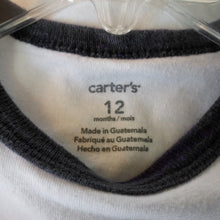 carter's
12
months / mois
Made in Guatemala
Fabriqué au Guatemala
Hecho en Guatemala